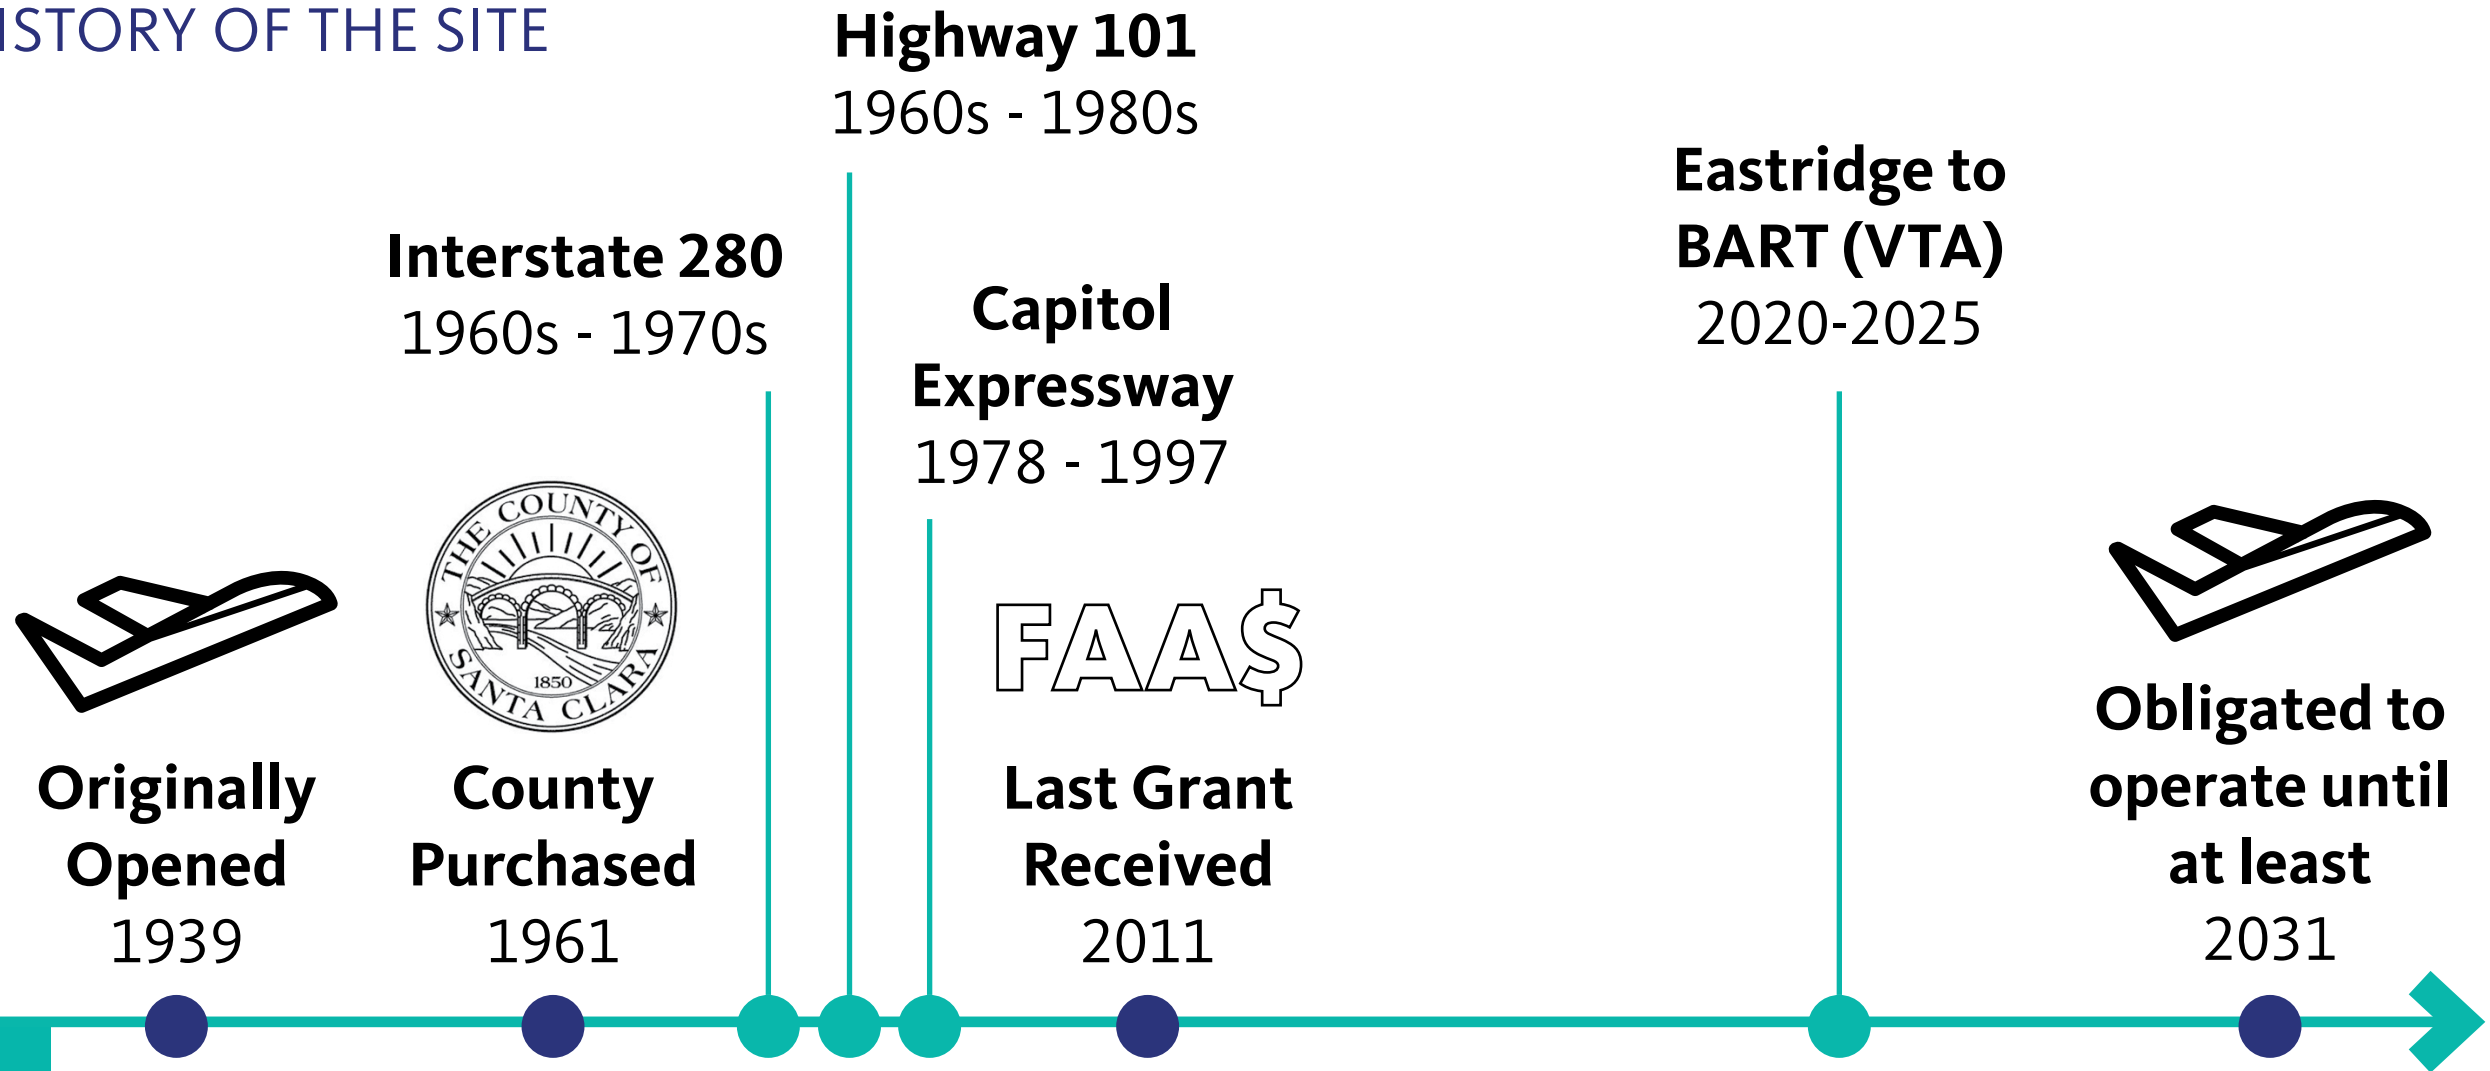 ISTORY OF THE SITE
Highway 101
1960s - 1980s
Interstate 280
1960s - 1970s
Capitol
Expressway
1978 - 1997
Eastridge to
BART (VTA)
2020-2025
THE COUNTY OF
SANTA CLARA
1850
FAA$
Originally
Opened
1939
County
Purchased
1961
Last Grant
Received
2011
Obligated to
operate until
at least
2031